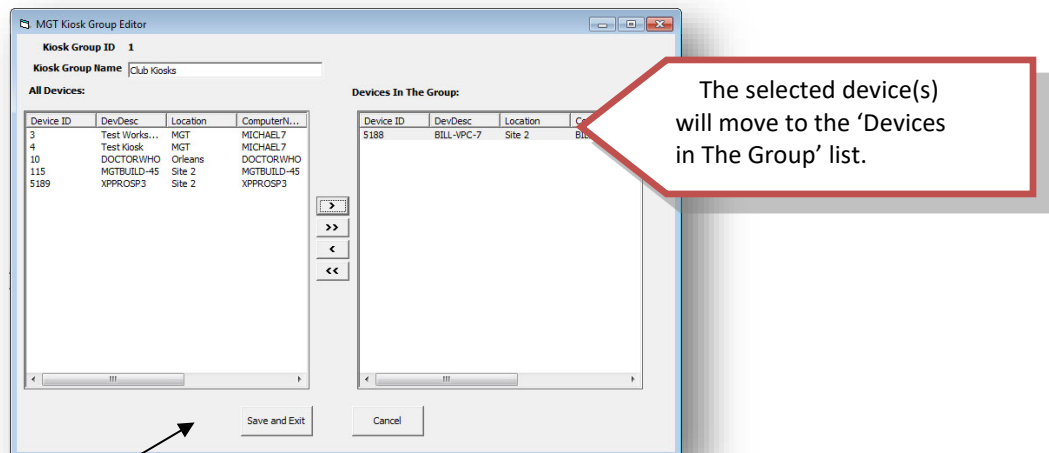 MGT Kiosk Group Editor
Kiosk Group ID 1
Kiosk Group Name Club Kiosks
All Devices:
Devices In The Group:
Device ID DevDesc Location ComputerN...
3 Test Works... MGT MICHAEL7
4 Test Kiosk MGT MICHAEL7
10 DOCTORWHO Orleans DOCTORWHO
115 MGTBUILD-45 Site 2 MGTBUILD-45
5189 XPPROSP3 Site 2 XPPROSP3
>
>>
<
<<
Device ID DevDesc Location
5188 BILL-VPC-7 Site 2
The selected device(s)
will move to the ‘Devices
in The Group’ list.
Save and Exit
Cancel